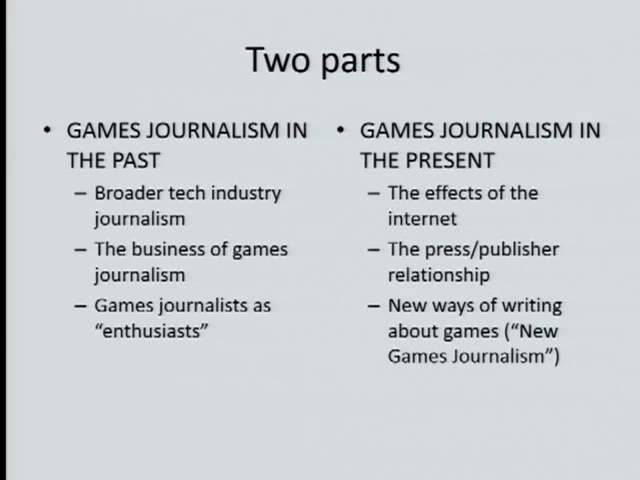 Two parts
• GAMES JOURNALISM IN
THE PAST
– Broader tech industry
journalism
– The business of games
journalism
– Games journalists as
“enthusiasts”
• GAMES JOURNALISM IN
THE PRESENT
– The effects of the
internet
– The press/publisher
relationship
– New ways of writing
about games (“New
Games Journalism”)